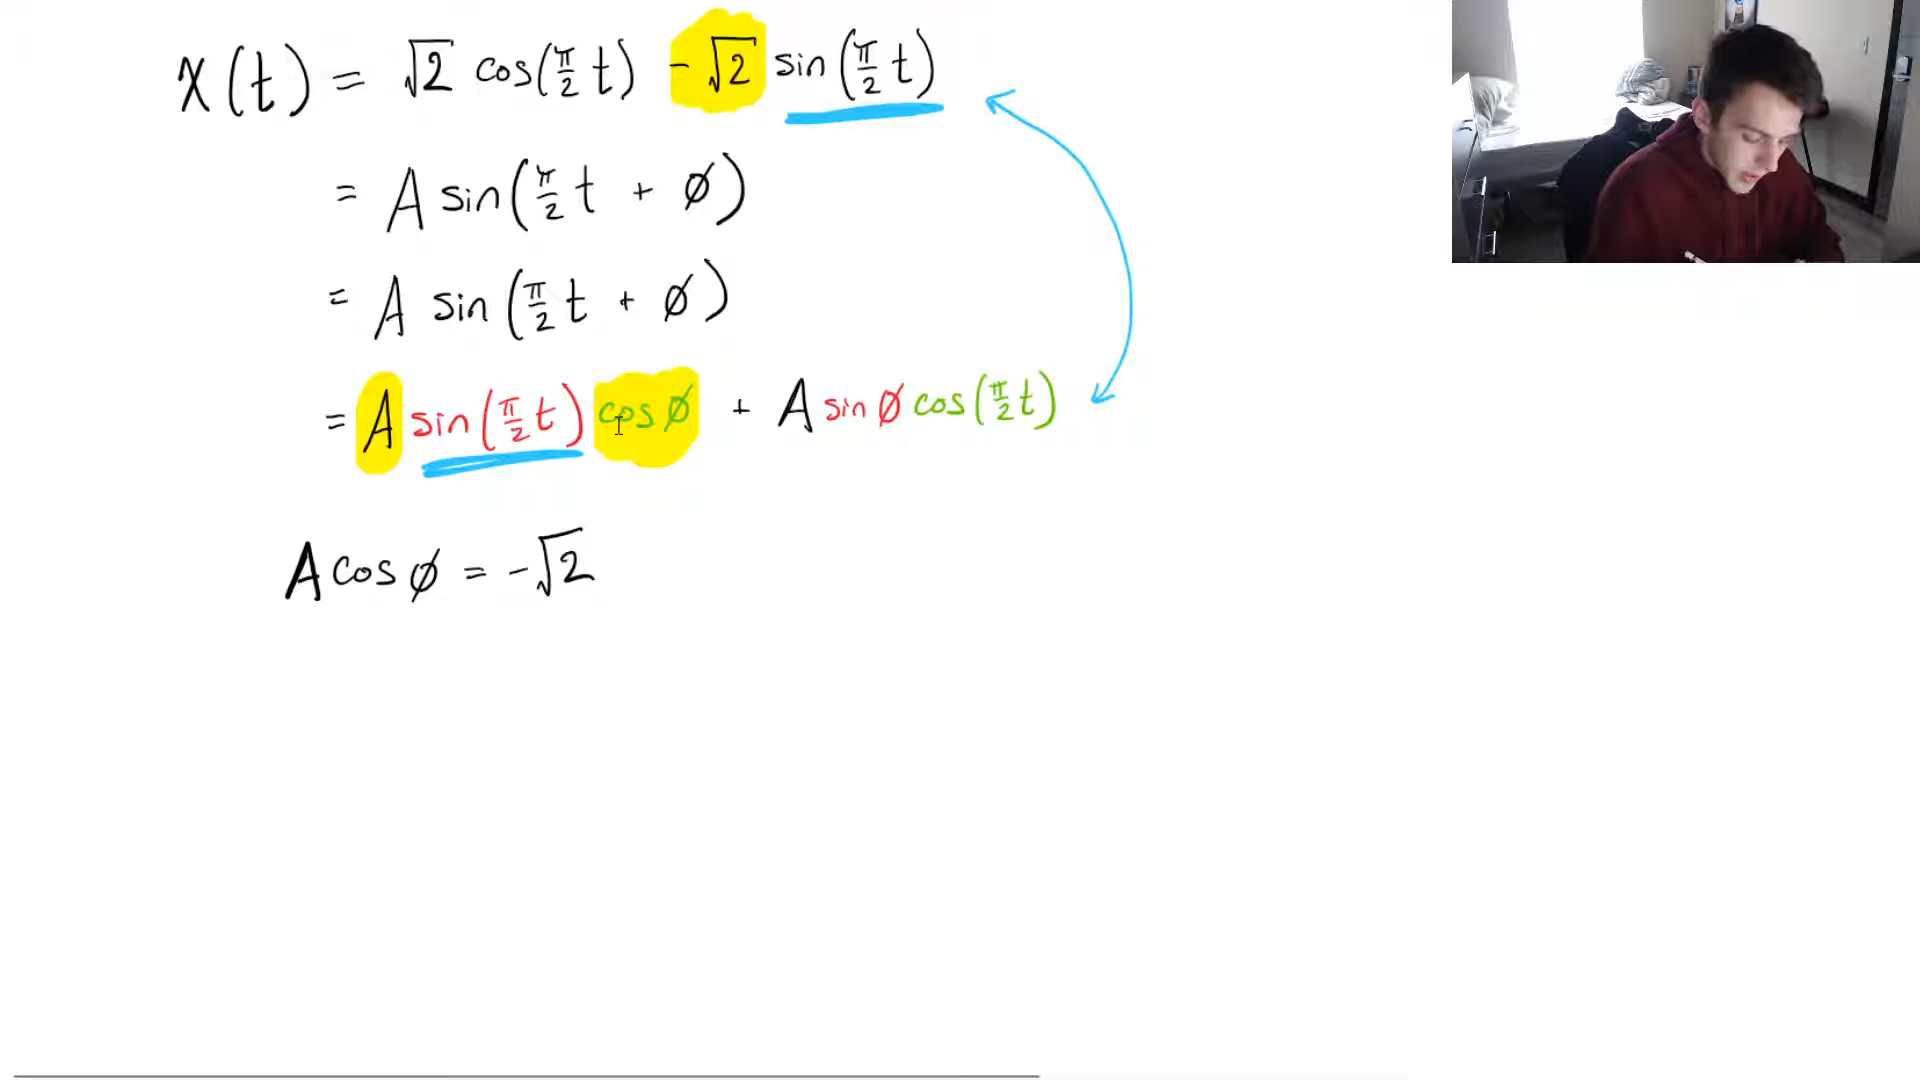 x(t) = √2 cos(π/2 t) - √2 sin(π/2 t)
= A sin(π/2 t + ø)
= A sin(π/2 t + ø)
= A sin(π/2 t) cos ø + A sin ø cos(π/2 t)
A cos ø = -√2